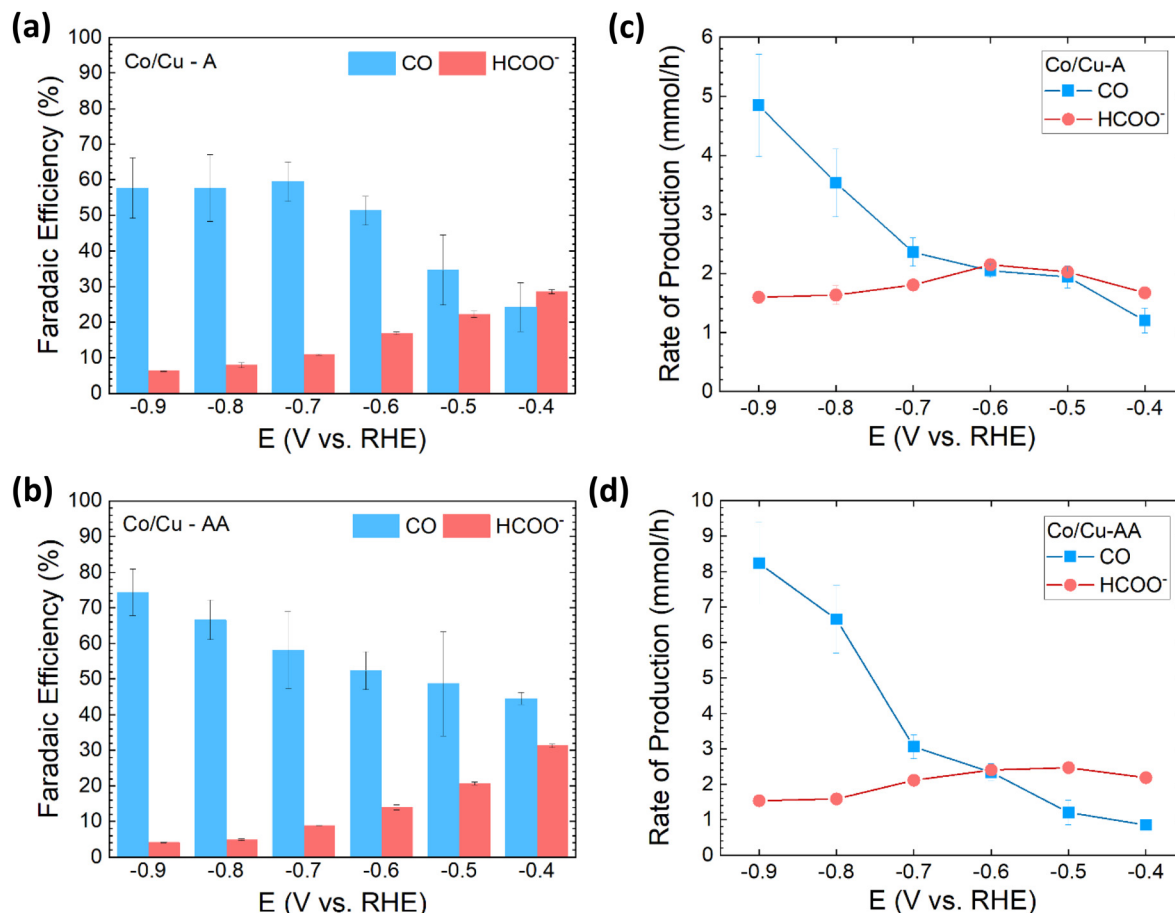 (a)
Co/Cu - A
CO
HCOO⁻
Faradaic Efficiency (%)
100
90
80
70
60
50
40
30
20
10
0
-0.9 -0.8 -0.7 -0.6 -0.5 -0.4
E (V vs. RHE)
(c)
Co/Cu-A
CO
HCOO⁻
Rate of Production (mmol/h)
6
5
4
3
2
1
0
-0.9 -0.8 -0.7 -0.6 -0.5 -0.4
E (V vs. RHE)
(b)
Co/Cu - AA
CO
HCOO⁻
Faradaic Efficiency (%)
100
90
80
70
60
50
40
30
20
10
0
-0.9 -0.8 -0.7 -0.6 -0.5 -0.4
E (V vs. RHE)
(d)
Co/Cu-AA
CO
HCOO⁻
Rate of Production (mmol/h)
10
9
8
7
6
5
4
3
2
1
0
-0.9 -0.8 -0.7 -0.6 -0.5 -0.4
E (V vs. RHE)